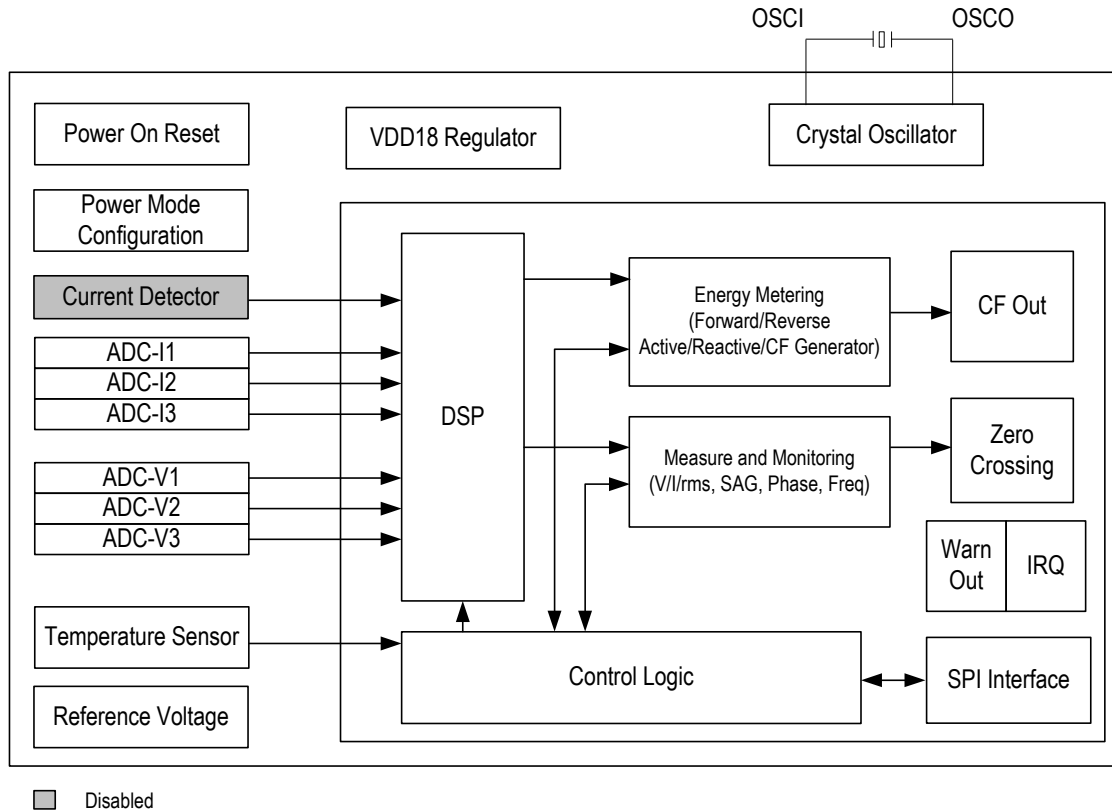 OSCI
OSCO
Power On Reset
VDD18 Regulator
Crystal Oscillator
Power Mode
Configuration
Current Detector
ADC-I1
ADC-I2
ADC-I3
ADC-V1
ADC-V2
ADC-V3
Temperature Sensor
Reference Voltage
DSP
Energy Metering
(Forward/Reverse
Active/Reactive/CF Generator)
CF Out
Measure and Monitoring
(V/I/rms, SAG, Phase, Freq)
Zero
Crossing
Warn
Out
IRQ
Control Logic
SPI Interface
Disabled